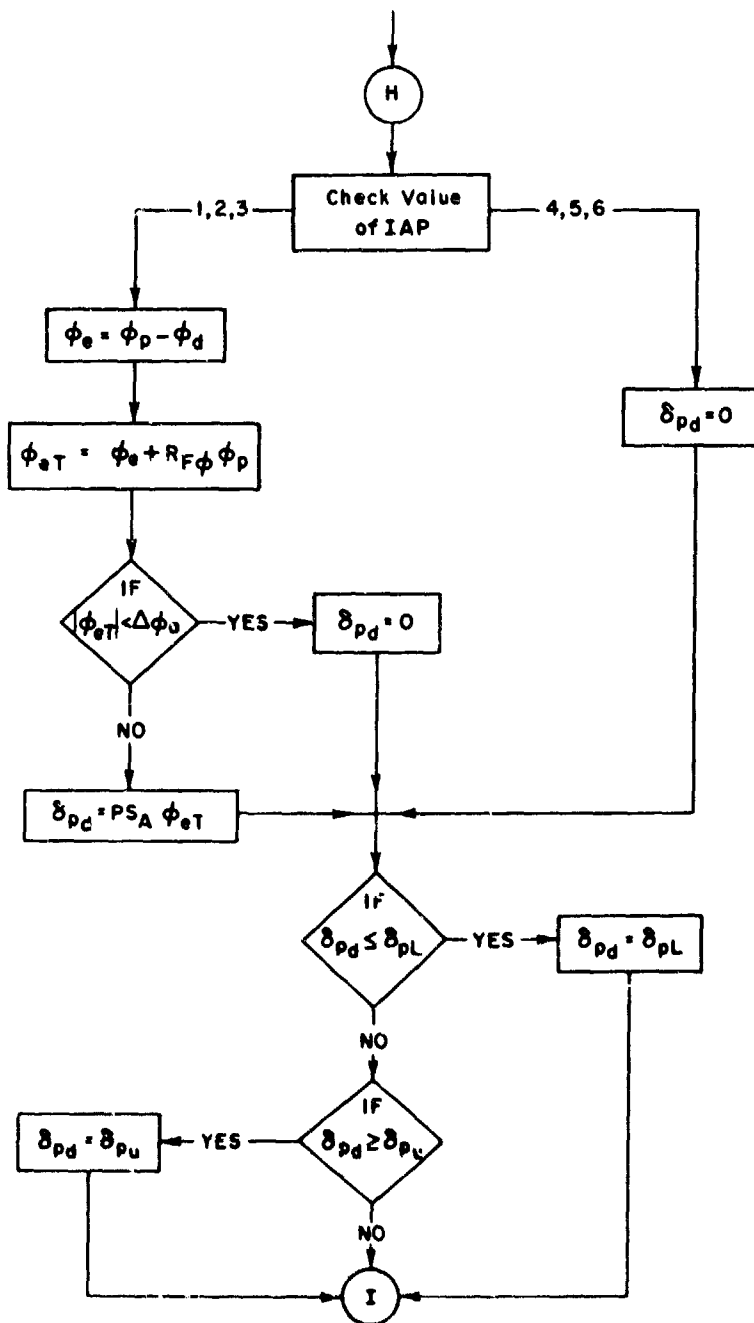 H
Check Value
of IAP
1,2,3
4,5,6
ϕe = ϕp − ϕd
δpd = 0
ϕeT = ϕe + RFϕ ϕp
IF
|ϕeT| < Δϕu
YES
δpd = 0
NO
δpd = PSA ϕeT
IF
δpd ≤ δpL
YES
δpd = δpL
NO
IF
δpd ≥ δpu
YES
δpd = δpu
NO
I